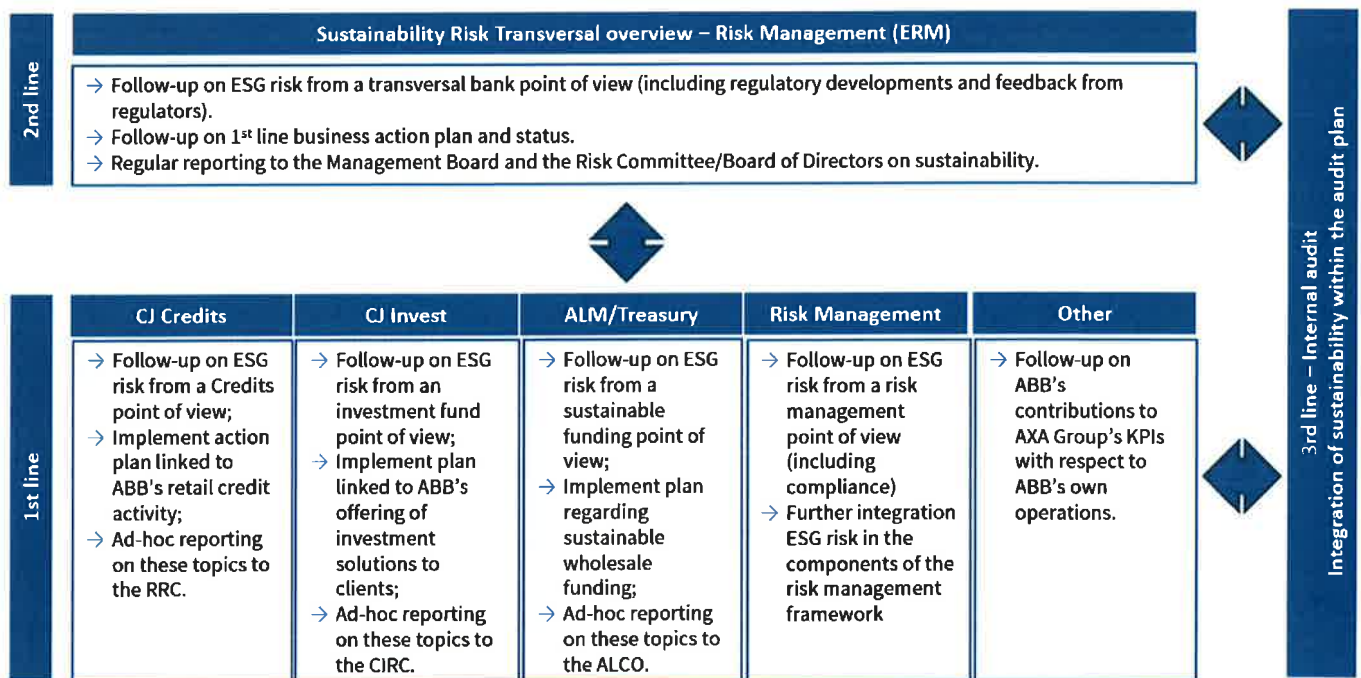 2nd line
Sustainability Risk Transversal overview – Risk Management (ERM)
→ Follow-up on ESG risk from a transversal bank point of view (including regulatory developments and feedback from
regulators).
→ Follow-up on 1st line business action plan and status.
→ Regular reporting to the Management Board and the Risk Committee/Board of Directors on sustainability.
1st line
CJ Credits
→ Follow-up on ESG
risk from a Credits
point of view;
→ Implement action
plan linked to
ABB's retail credit
activity;
→ Ad-hoc reporting
on these topics to
the RRC.
CJ Invest
→ Follow-up on ESG
risk from an
investment fund
point of view;
→ Implement plan
linked to ABB's
offering of
investment
solutions to
clients;
→ Ad-hoc reporting
on these topics to
the CIRC.
ALM/Treasury
→ Follow-up on ESG
risk from a
sustainable
funding point of
view;
→ Implement plan
regarding
sustainable
wholesale
funding;
→ Ad-hoc reporting
on these topics to
the ALCO.
Risk Management
→ Follow-up on ESG
risk from a risk
management
point of view
(including
compliance)
→ Further integration
ESG risk in the
components of the
risk management
framework
Other
→ Follow-up on
ABB's
contributions to
AXA Group's KPIs
with respect to
ABB's own
operations.
3rd line – Internal audit
Integration of sustainability within the audit plan